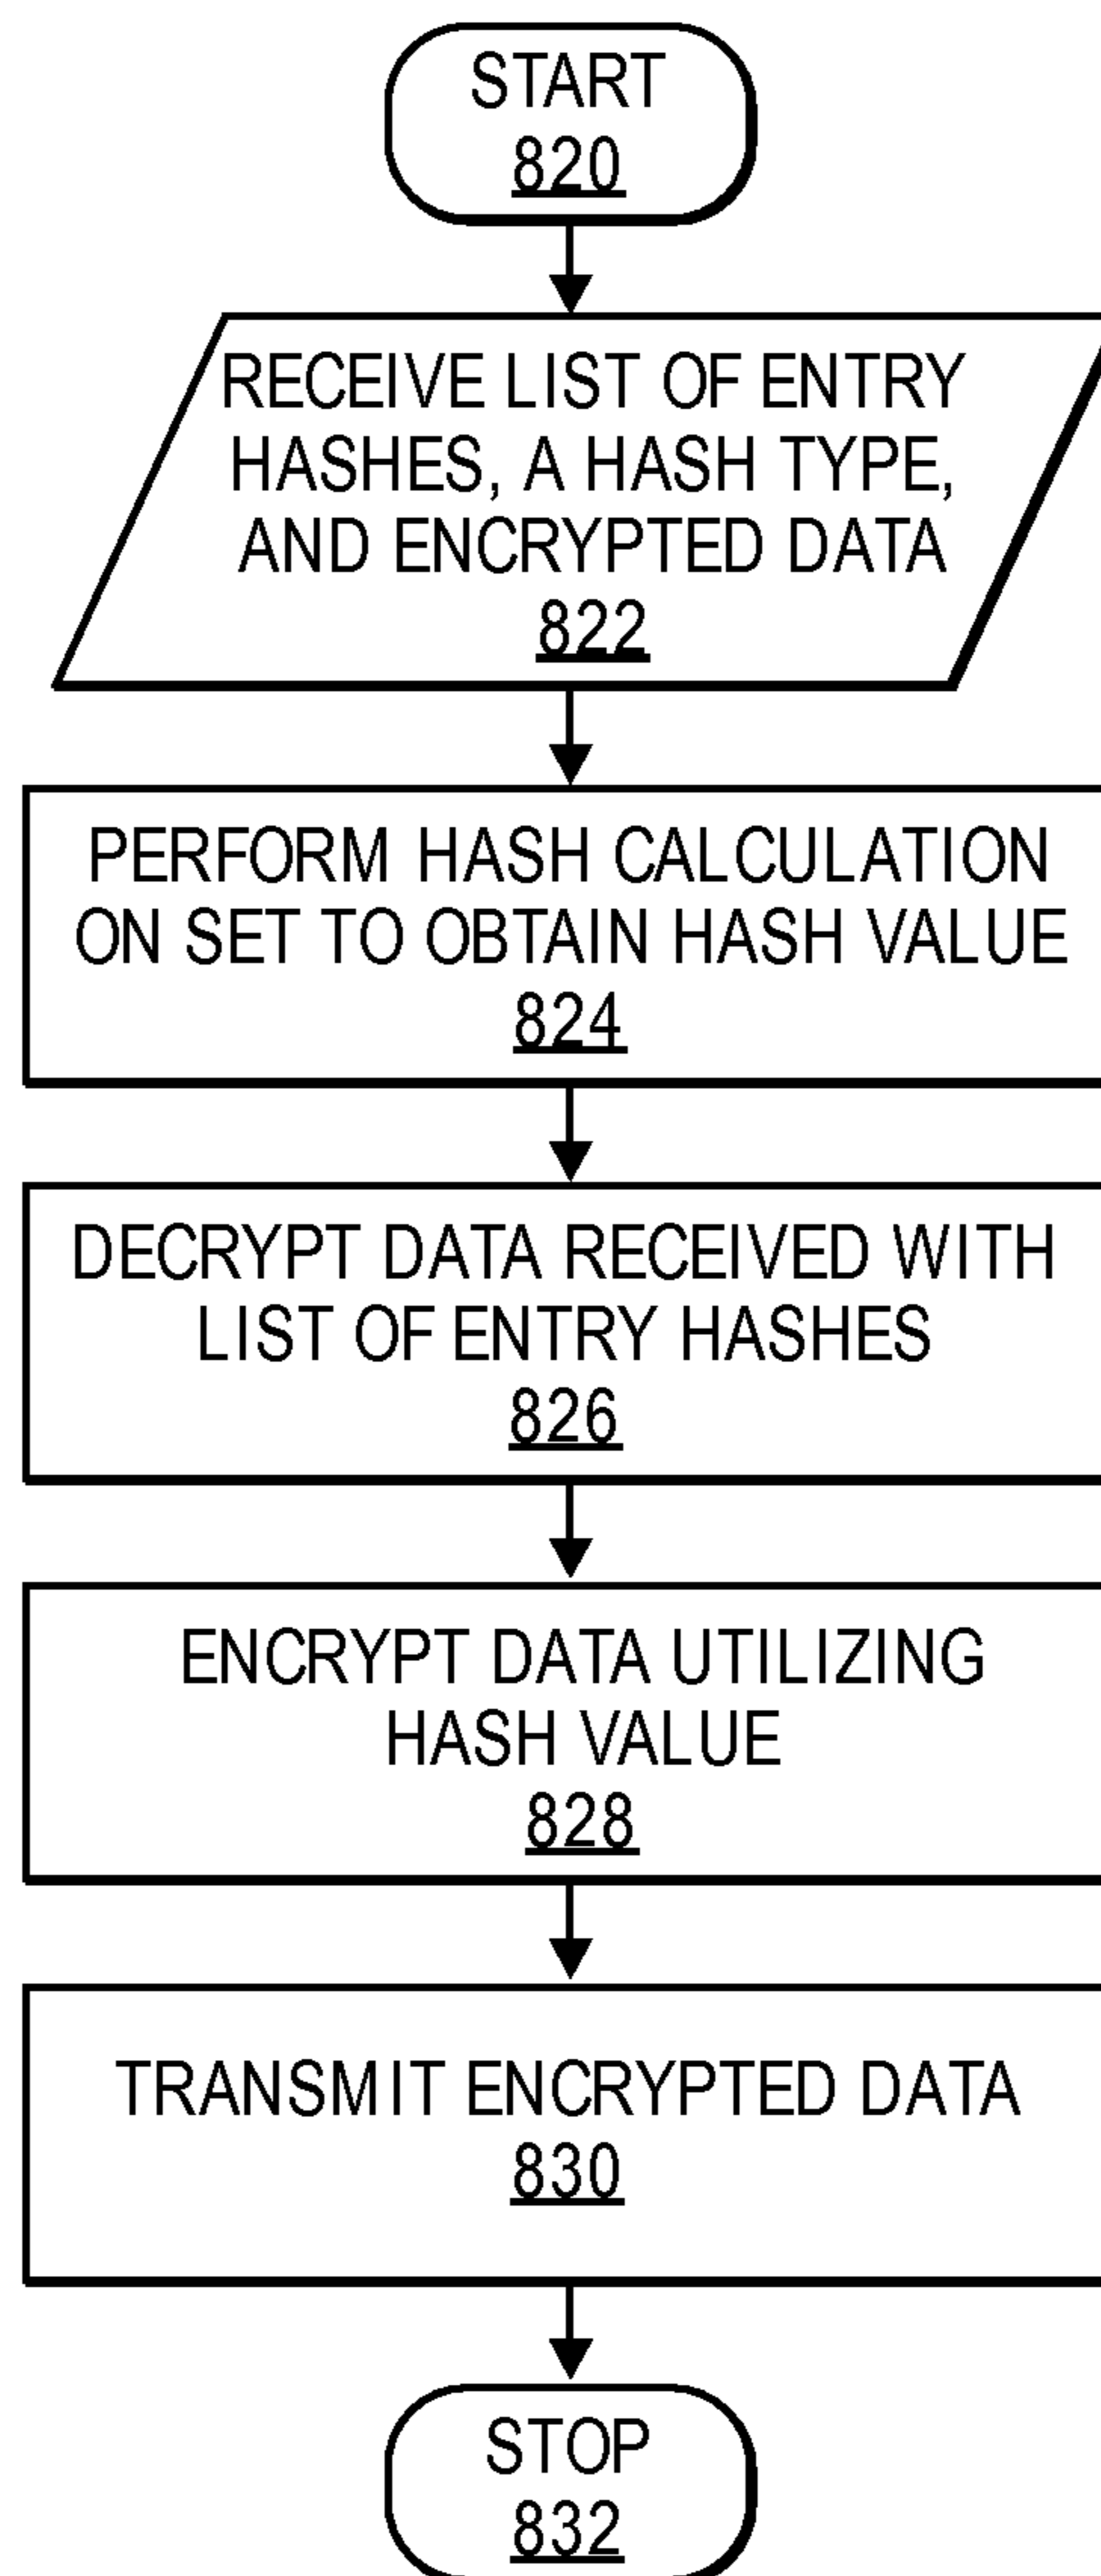 START
820
RECEIVE LIST OF ENTRY
HASHES, A HASH TYPE,
AND ENCRYPTED DATA
822
PERFORM HASH CALCULATION
ON SET TO OBTAIN HASH VALUE
824
DECRYPT DATA RECEIVED WITH
LIST OF ENTRY HASHES
826
ENCRYPT DATA UTILIZING
HASH VALUE
828
TRANSMIT ENCRYPTED DATA
830
STOP
832